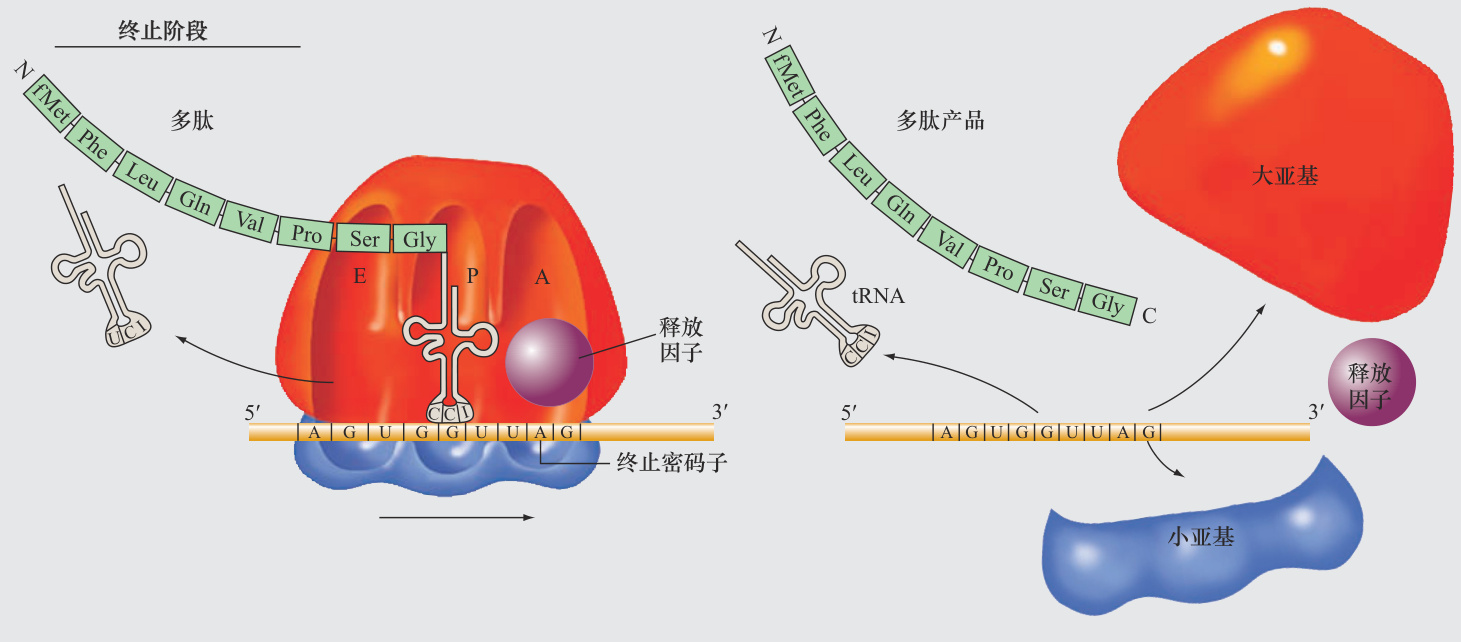 终止阶段
N
fMet
Phe
Leu
Gln
Val
Pro
Ser
Gly
多肽
E
P
A
UCI
释放
因子
CCI
5′
3′
A G U G G U U A G
终止密码子
N
fMet
Phe
Leu
Gln
Val
Pro
Ser
Gly
C
多肽产品
大亚基
tRNA
CCI
释放
因子
5′
3′
A G U G G U U A G
小亚基